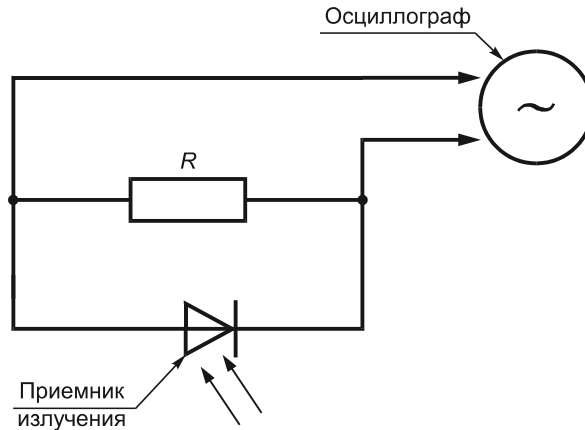 Осциллограф
R
Приемник
излучения